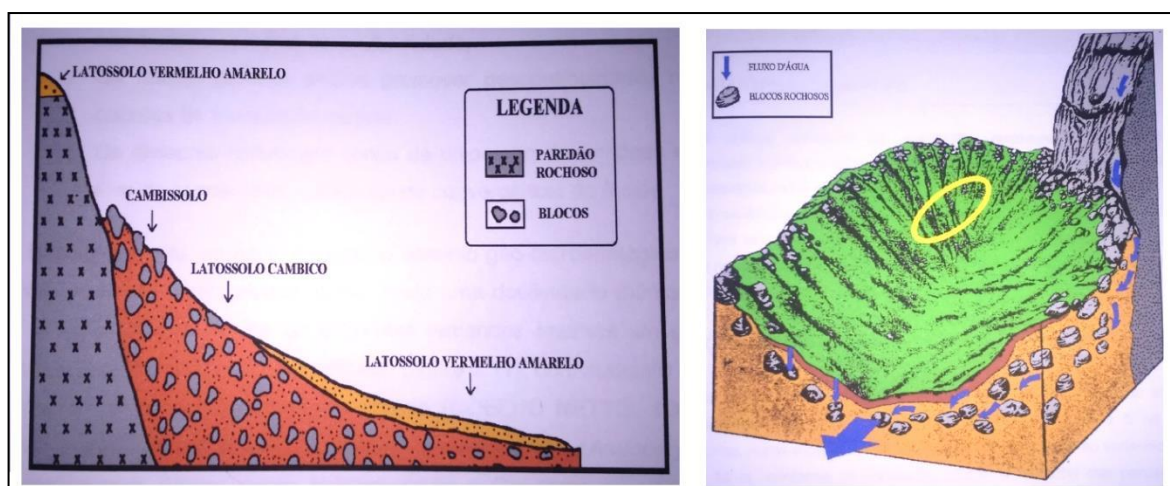 LATOSSOLO VERMELHO AMARELO
CAMBISSOLO
LATOSSOLO CAMBICO
LATOSSOLO VERMELHO AMARELO
LEGENDA
PAREDÃO
ROCHOSO
BLOCOS
FLUXO D'ÁGUA
BLOCOS ROCHOSOS